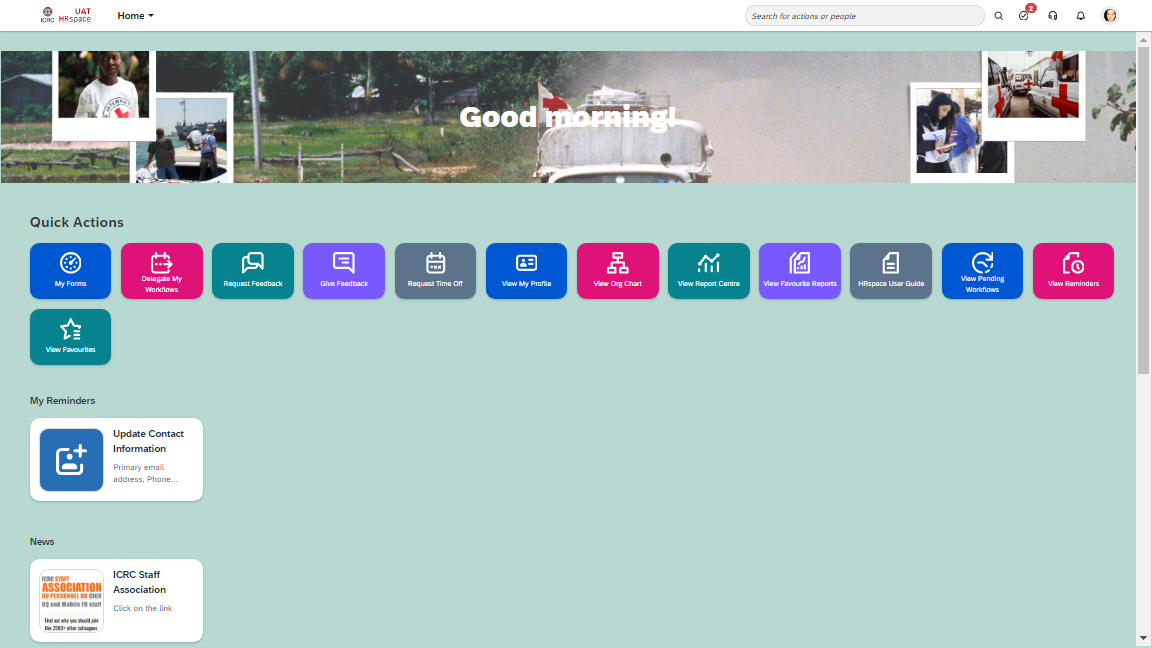 ICRC
UAT
HRspace
Home
Search for actions or people
2
Good morning!
Quick Actions
My Forms
Delegate My
Workflows
Request Feedback
Give Feedback
Request Time Off
View My Profile
View Org Chart
View Report Centre
View Favourite Reports
HRspace User Guide
View Pending
Workflows
View Reminders
View Favourites
My Reminders
Update Contact
Information
Primary email
address, Phone...
News
ICRC STAFF
ASSOCIATION
DU PERSONNEL DU CICR
HQ and Mobile FD staff
Find out why you should join
the 2500+ other colleagues
ICRC Staff
Association
Click on the link